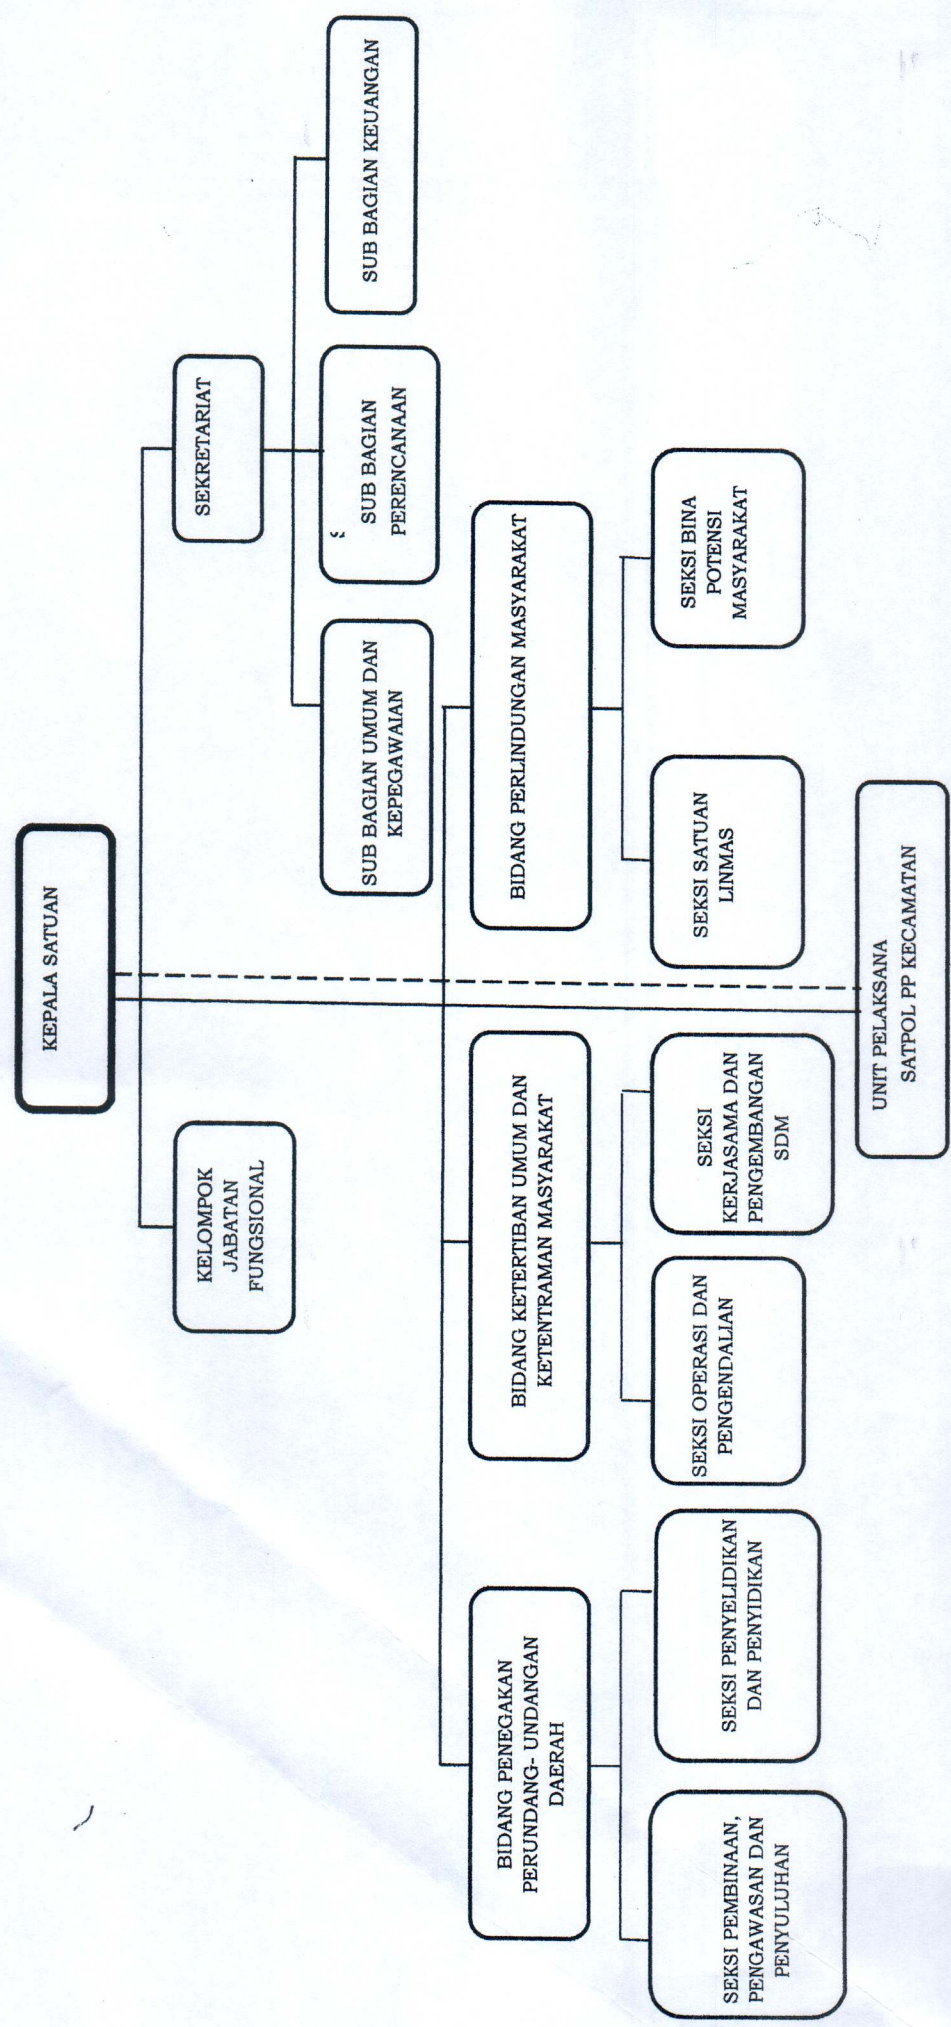 KEPALA SATUAN
KELOMPOK
JABATAN
FUNGSIONAL
SEKRETARIAT
SUB BAGIAN UMUM DAN
KEPEGAWAIAN
SUB BAGIAN
PERENCANAAN
SUB BAGIAN KEUANGAN
BIDANG PENEGAKAN
PERUNDANG- UNDANGAN
DAERAH
BIDANG KETERTIBAN UMUM DAN
KETENTRAMAN MASYARAKAT
BIDANG PERLINDUNGAN MASYARAKAT
SEKSI PEMBINAAN,
PENGAWASAN DAN
PENYULUHAN
SEKSI PENYELIDIKAN
DAN PENYIDIKAN
SEKSI OPERASI DAN
PENGENDALIAN
SEKSI
KERJASAMA DAN
PENGEMBANGAN
SDM
SEKSI SATUAN
LINMAS
SEKSI BINA
POTENSI
MASYARAKAT
UNIT PELAKSANA
SATPOL PP KECAMATAN